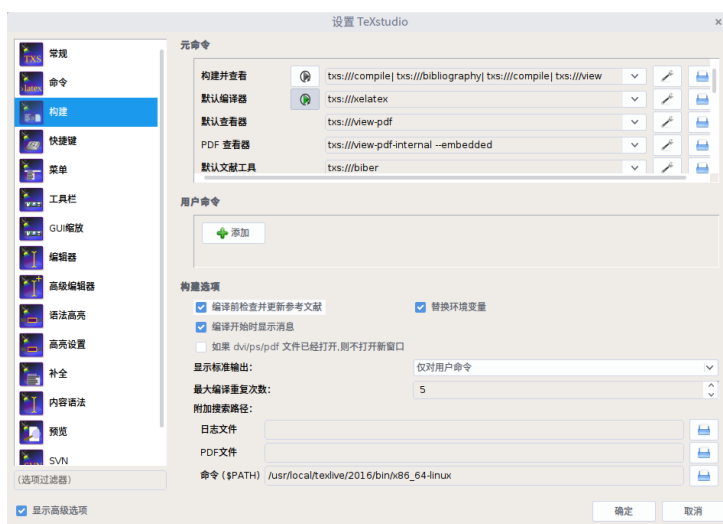 设置 TeXstudio
常规
命令
构建
快捷键
菜单
工具栏
GUI缩放
编辑器
高级编辑器
语法高亮
高亮设置
补全
内容语法
预览
SVN
(选项过滤器)
显示高级选项
元命令
构建并查看 txs:///compile| txs:///bibliography| txs:///compile| txs:///view
默认编译器 txs:///xelatex
默认查看器 txs:///view-pdf
PDF 查看器 txs:///view-pdf-internal --embedded
默认文献工具 txs:///biber
用户命令
添加
构建选项
编译前检查并更新参考文献 替换环境变量
编译开始时显示消息
如果 dvi/ps/pdf 文件已经打开,则不打开新窗口
显示标准输出: 仅对用户命令
最大编译重复次数: 5
附加搜索路径:
日志文件
PDF文件
命令 ($PATH) /usr/local/texlive/2016/bin/x86_64-linux
确定 取消